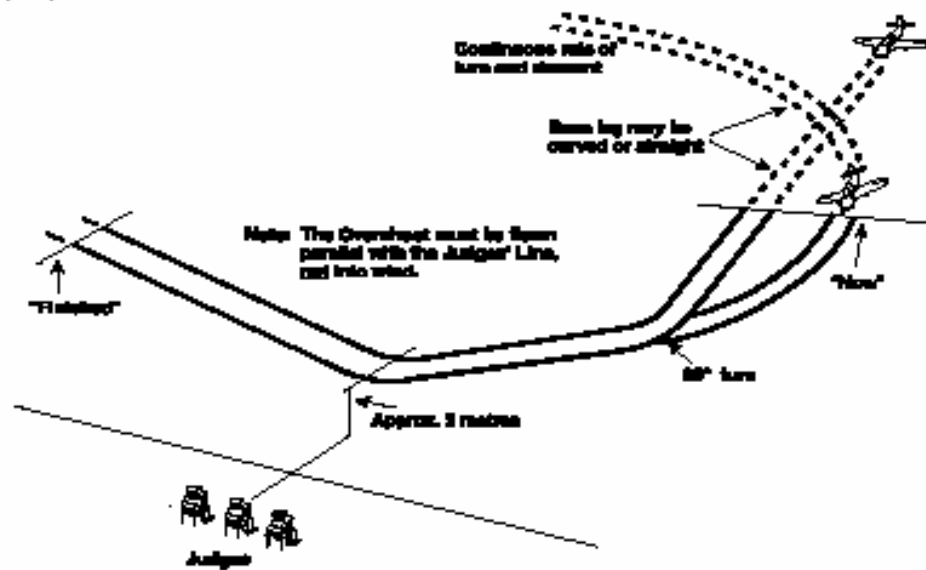 Continuous rate of
turn and descent
Base leg may be
curved or straight
Note: The Overshoot must be flown
parallel with the Judges' Line,
not into wind.
"Finished"
"Now"
90° turn
Approx. 3 metres
Judges